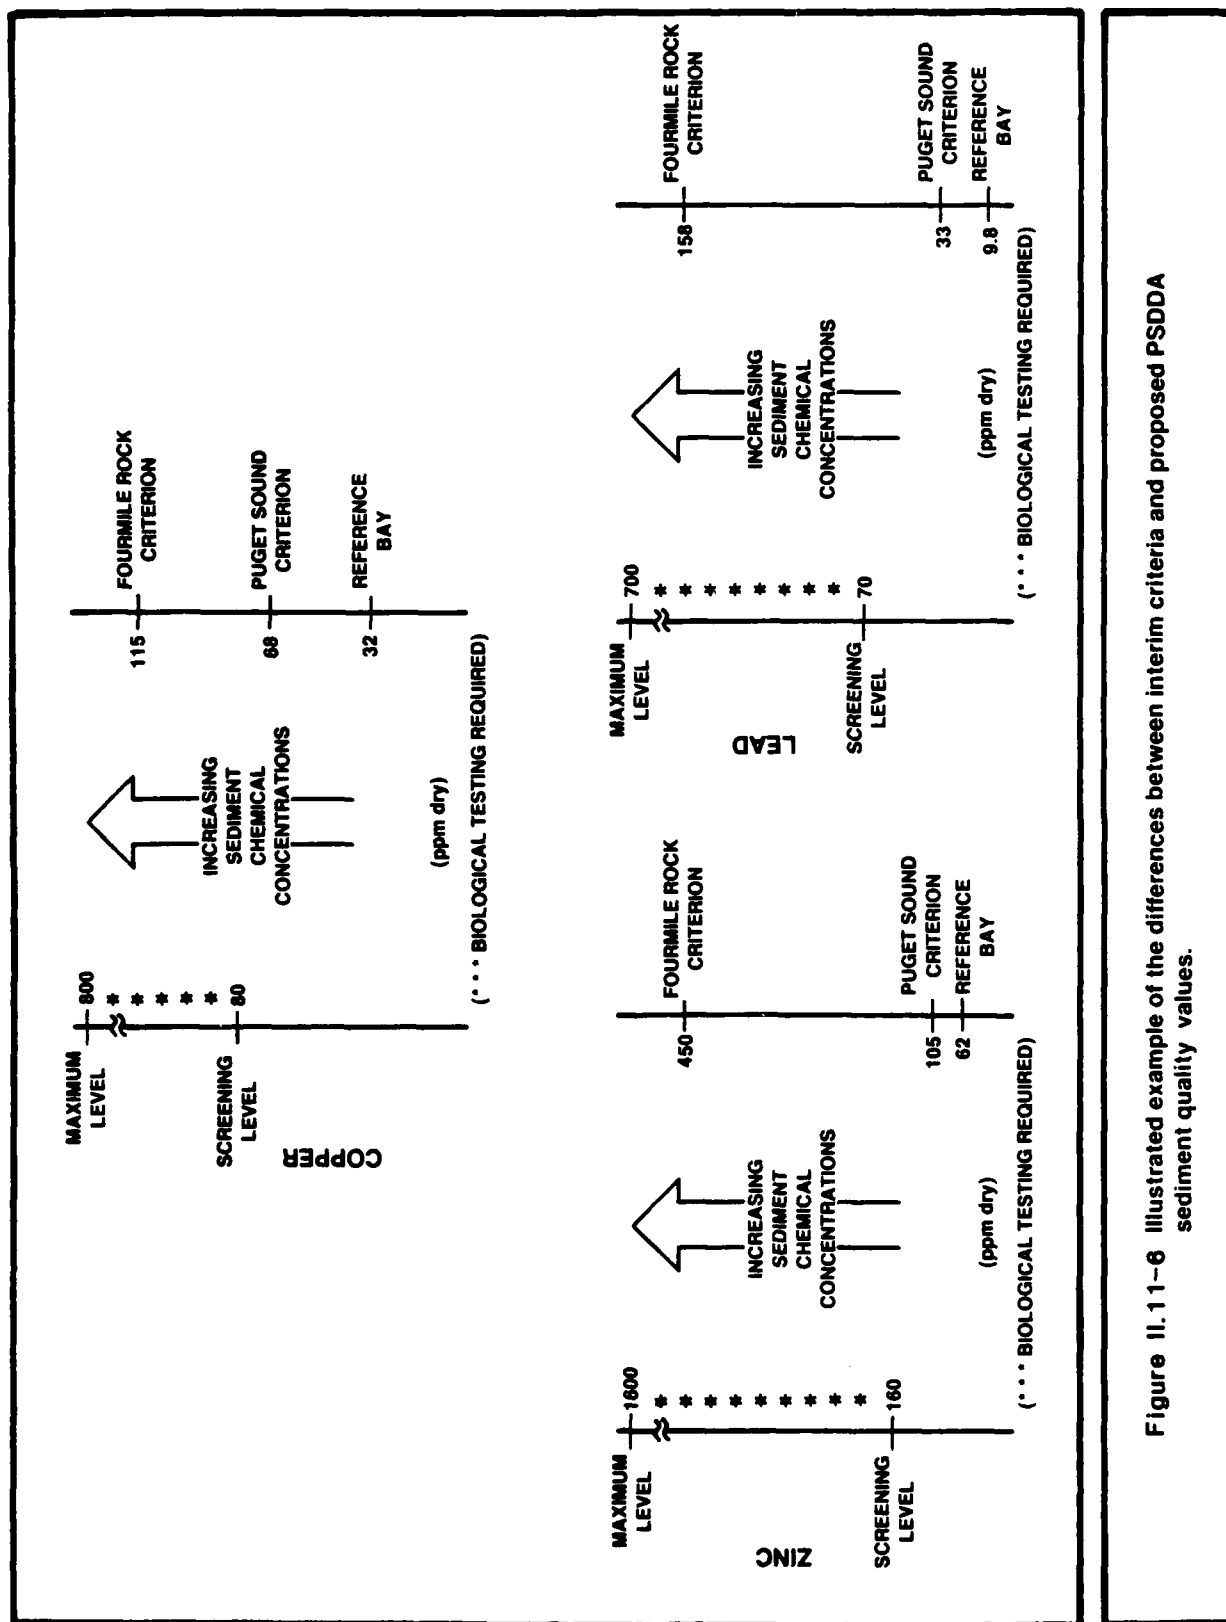 COPPER
MAXIMUM
LEVEL
800
* * * * *
SCREENING
LEVEL
80
INCREASING
SEDIMENT
CHEMICAL
CONCENTRATIONS
(ppm dry)
(*** BIOLOGICAL TESTING REQUIRED)
115
FOURMILE ROCK
CRITERION
68
PUGET SOUND
CRITERION
32
REFERENCE
BAY
ZINC
MAXIMUM
LEVEL
1600
* * * * * * * * *
SCREENING
LEVEL
160
INCREASING
SEDIMENT
CHEMICAL
CONCENTRATIONS
(ppm dry)
(*** BIOLOGICAL TESTING REQUIRED)
450
FOURMILE ROCK
CRITERION
105
PUGET SOUND
CRITERION
62
REFERENCE
BAY
LEAD
MAXIMUM
LEVEL
700
* * * * * * * *
SCREENING
LEVEL
70
INCREASING
SEDIMENT
CHEMICAL
CONCENTRATIONS
(ppm dry)
(*** BIOLOGICAL TESTING REQUIRED)
158
FOURMILE ROCK
CRITERION
33
PUGET SOUND
CRITERION
9.8
REFERENCE
BAY
Figure II.11-6 Illustrated example of the differences between interim criteria and proposed PSDDA
sediment quality values.